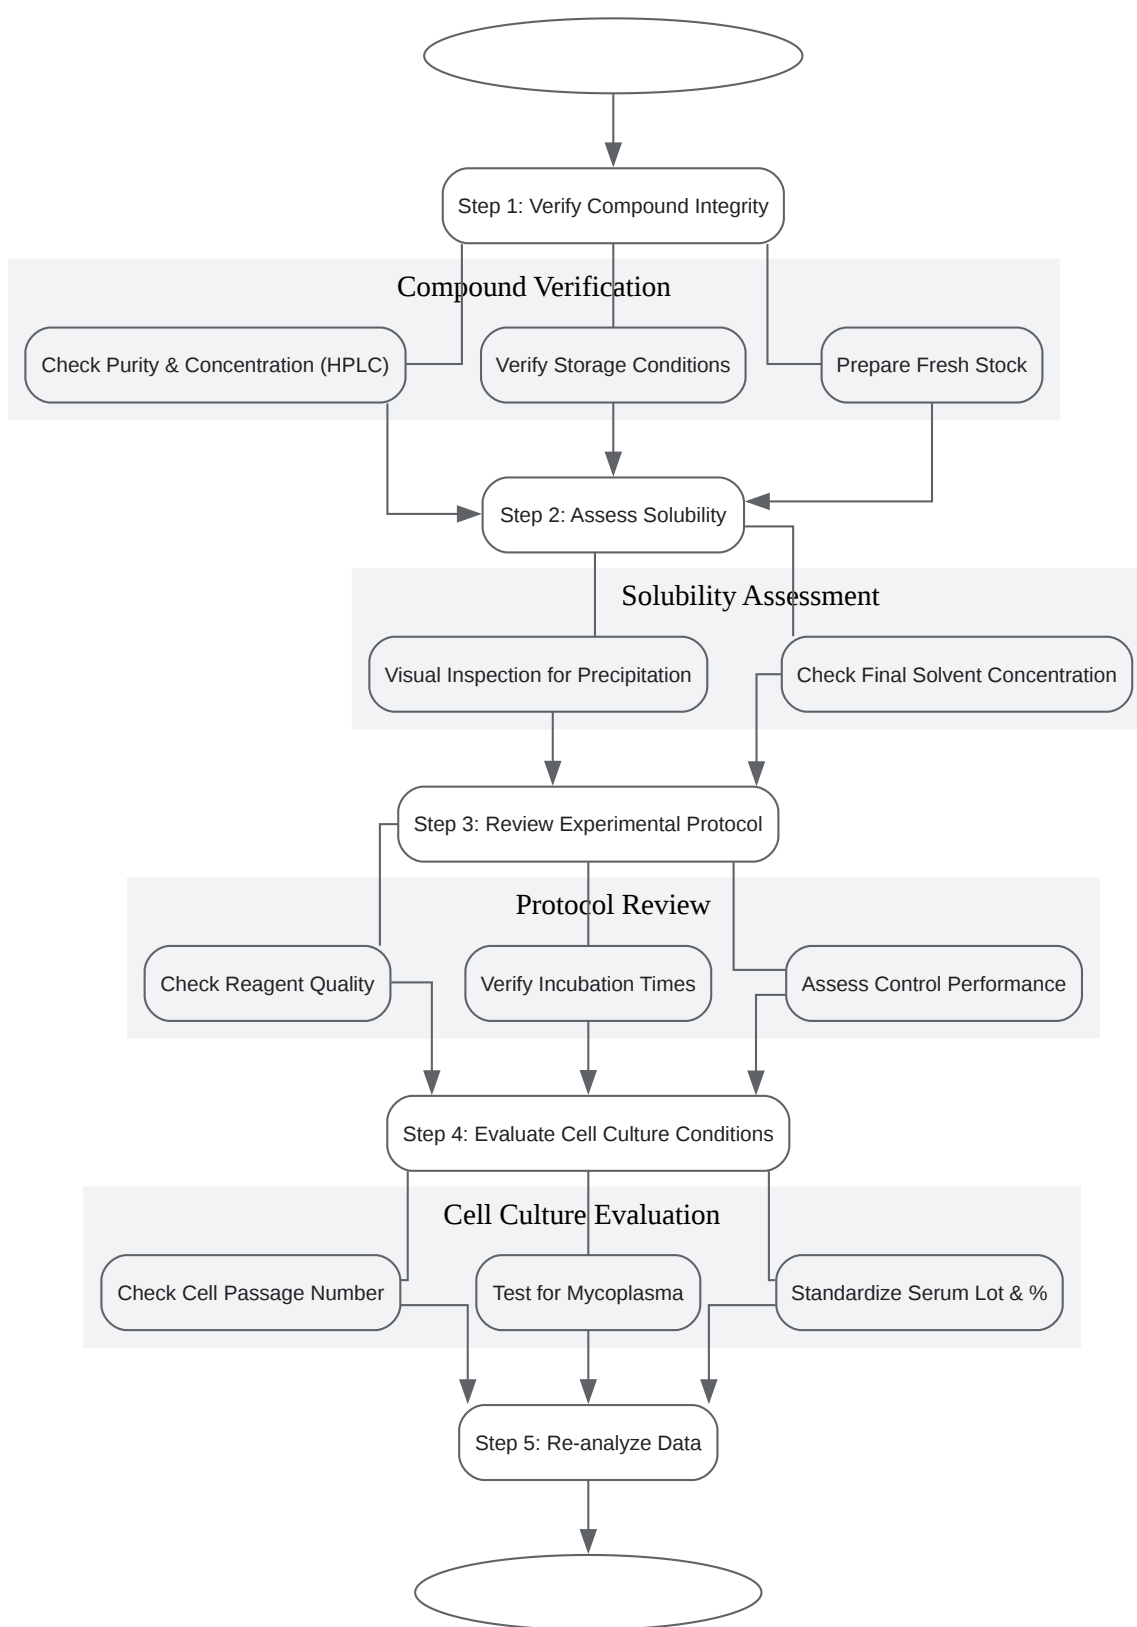 Step 1: Verify Compound Integrity
Compound Verification
Check Purity & Concentration (HPLC)
Verify Storage Conditions
Prepare Fresh Stock
Step 2: Assess Solubility
Solubility Assessment
Visual Inspection for Precipitation
Check Final Solvent Concentration
Step 3: Review Experimental Protocol
Protocol Review
Check Reagent Quality
Verify Incubation Times
Assess Control Performance
Step 4: Evaluate Cell Culture Conditions
Cell Culture Evaluation
Check Cell Passage Number
Test for Mycoplasma
Standardize Serum Lot & %
Step 5: Re-analyze Data